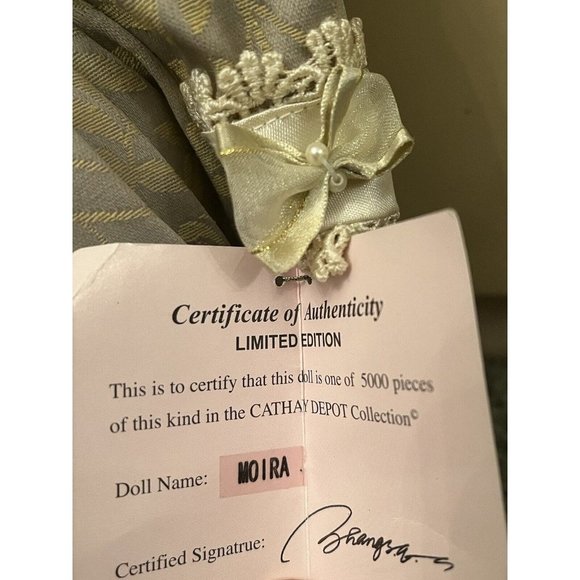 Certificate of Authenticity
LIMITED EDITION
This is to certify that this doll is one of 5000 pieces
of this kind in the CATHAY DEPOT Collection©
Doll Name: MOIRA
Certified Signatrue: